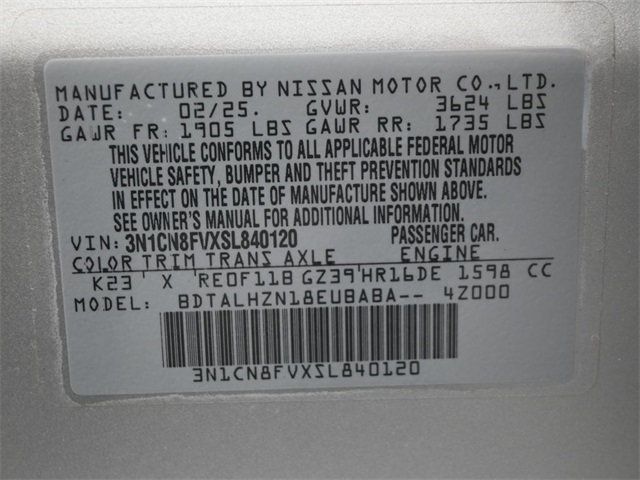 MANUFACTURED BY NISSAN MOTOR CO.,LTD.
DATE: 02/25. GVWR: 3624 LBS
GAWR FR: 1905 LBS GAWR RR: 1735 LBS
THIS VEHICLE CONFORMS TO ALL APPLICABLE FEDERAL MOTOR
VEHICLE SAFETY, BUMPER AND THEFT PREVENTION STANDARDS
IN EFFECT ON THE DATE OF MANUFACTURE SHOWN ABOVE.
SEE OWNER'S MANUAL FOR ADDITIONAL INFORMATION.
VIN: 3N1CN8FVXSL840120 PASSENGER CAR.
COLOR TRIM TRANS AXLE ENGINE
K23 X RE0F11B GZ39 HR16DE 1598 CC
MODEL: BDTALHZN18EUBABA-- 4Z000
3N1CN8FVXSL840120